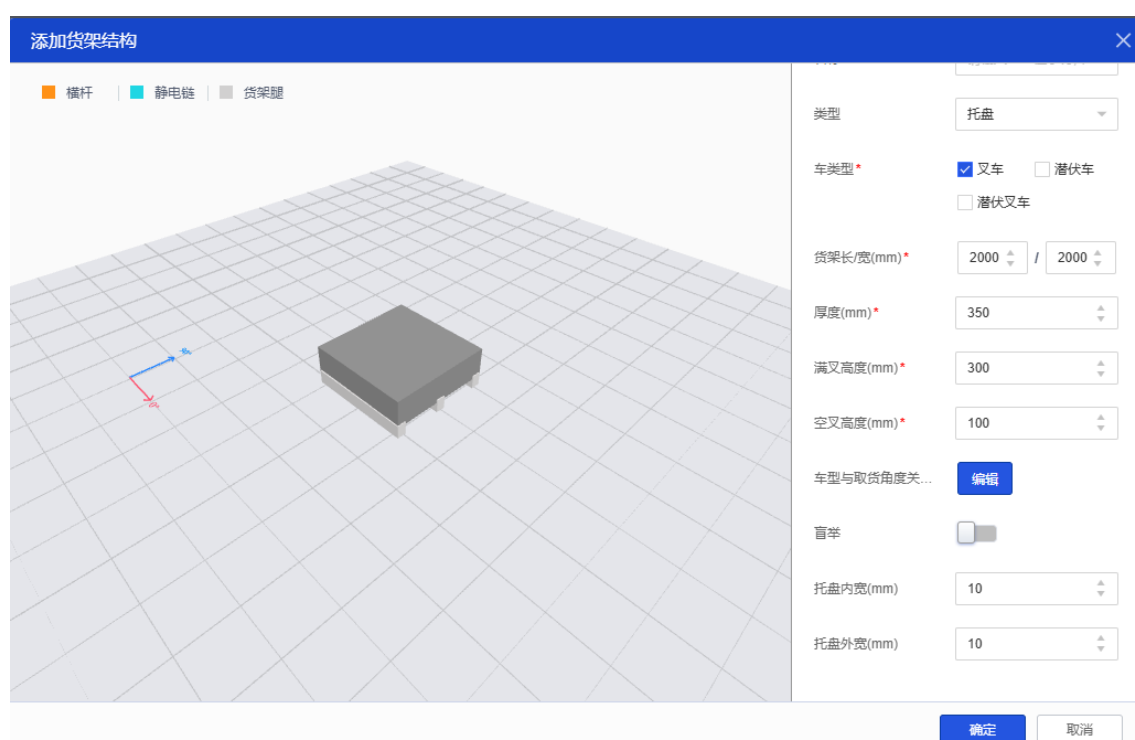 添加货架结构
横杆 静电链 货架腿
类型 托盘
车类型* 叉车 潜伏车
潜伏叉车
货架长/宽(mm)* 2000 / 2000
厚度(mm)* 350
满叉高度(mm)* 300
空叉高度(mm)* 100
车型与取货角度关... 编辑
盲举
托盘内宽(mm) 10
托盘外宽(mm) 10
确定 取消